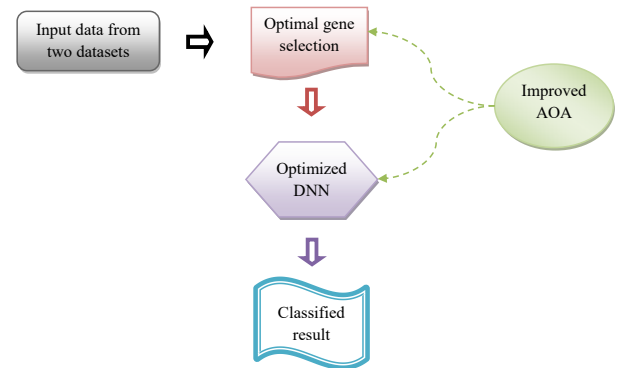 Input data from
two datasets
Optimal gene
selection
Improved
AOA
Optimized
DNN
Classified
result